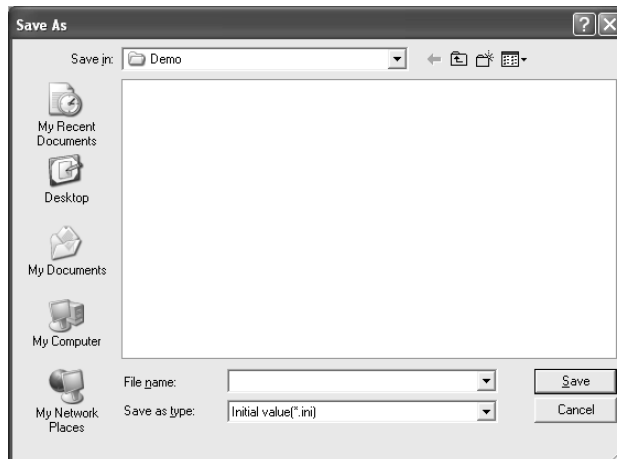 Save As
Save in:
Demo
My Recent
Documents
Desktop
My Documents
My Computer
My Network
Places
File name:
Save as type:
Initial value(*.ini)
Save
Cancel